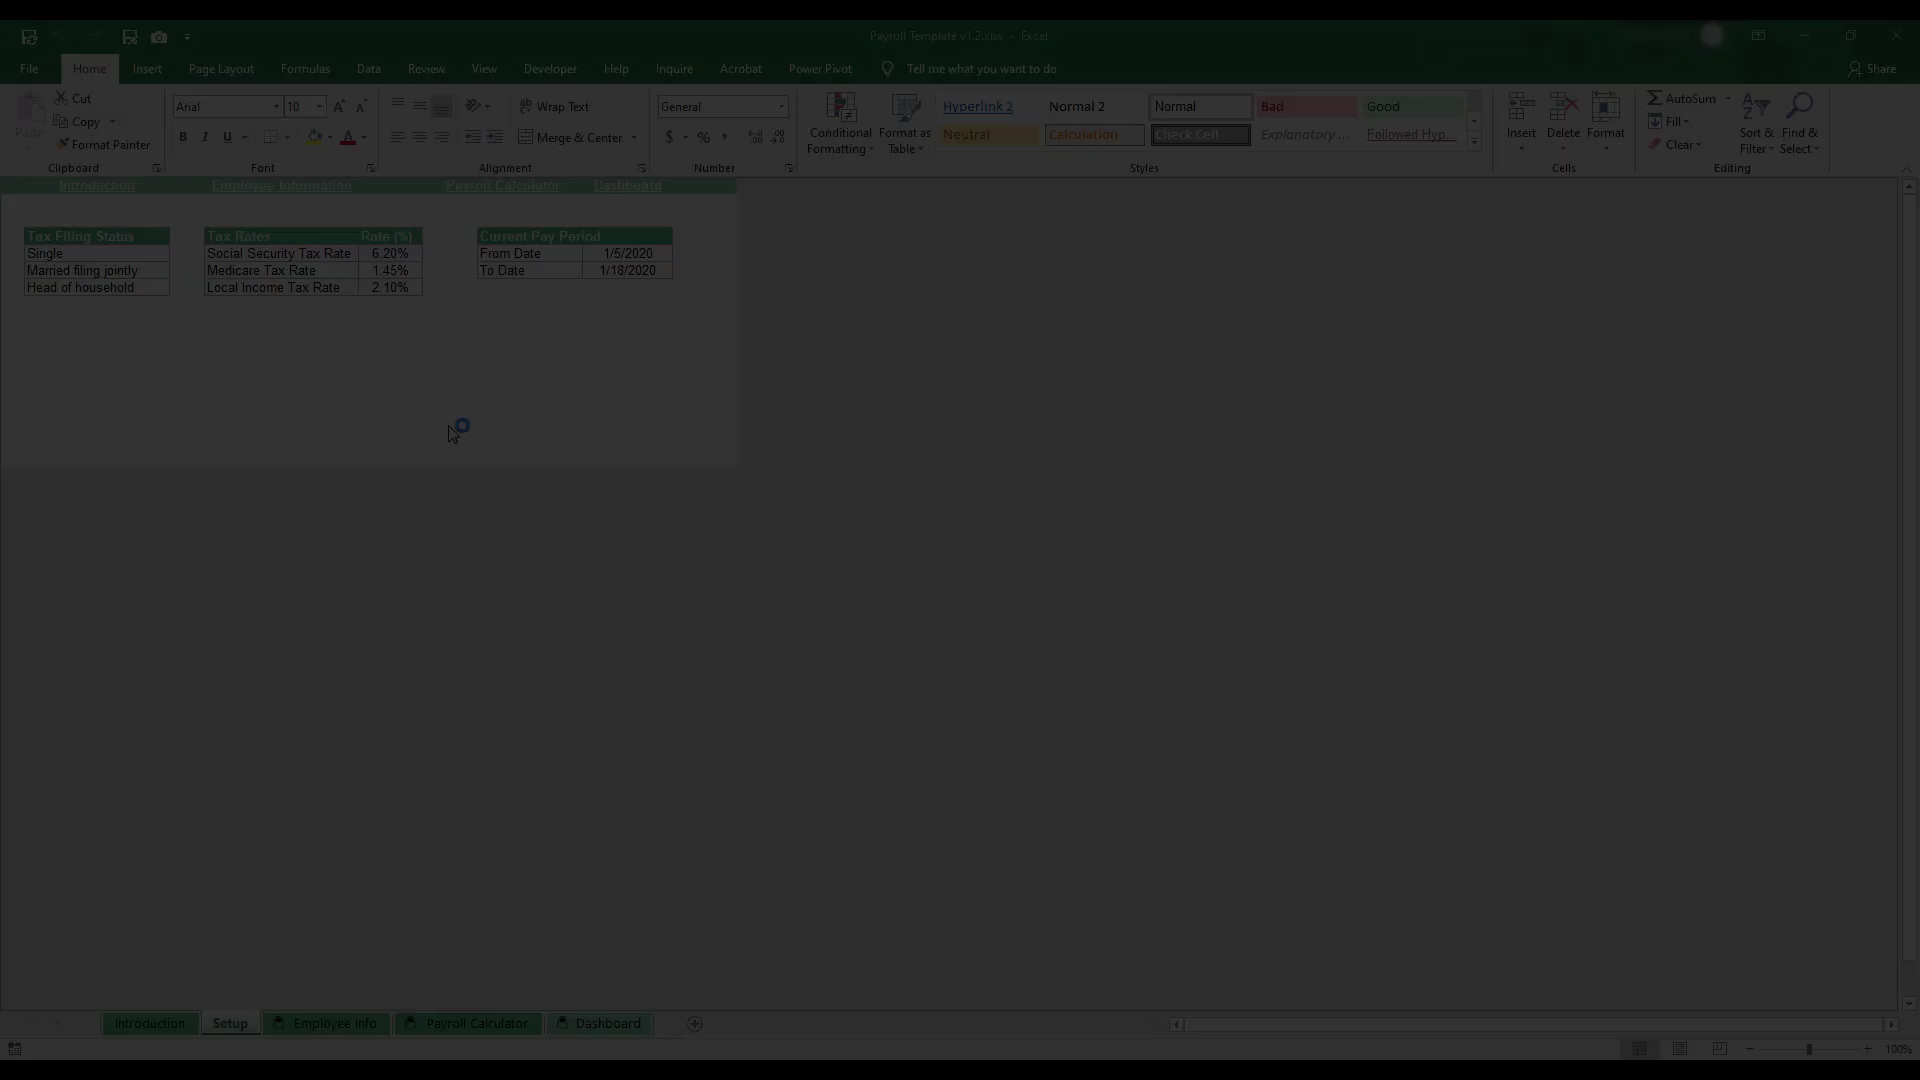 Payroll Template v1.2.xlsx - Excel
File Home Insert Page Layout Formulas Data Review View Developer Help Inquire Acrobat Power Pivot Tell me what you want to do Share
Paste
Cut
Copy
Format Painter
Clipboard
Arial 10
B I U
Font
Wrap Text
Merge & Center
Alignment
General
$ % ,
Number
Conditional Formatting
Format as Table
Hyperlink 2 Normal 2 Normal Bad Good
Neutral Calculation Check Cell Explanatory ... Followed Hyp...
Styles
Insert Delete Format
Cells
AutoSum
Fill
Clear
Sort & Filter
Find & Select
Editing
Introduction Employee Information Payroll Calculator Dashboard
Tax Filing Status
Single
Married filing jointly
Head of household
Tax Rates Rate (%)
Social Security Tax Rate 6.20%
Medicare Tax Rate 1.45%
Local Income Tax Rate 2.10%
Current Pay Period
From Date 1/5/2020
To Date 1/18/2020
Introduction Setup Employee Info Payroll Calculator Dashboard
100%